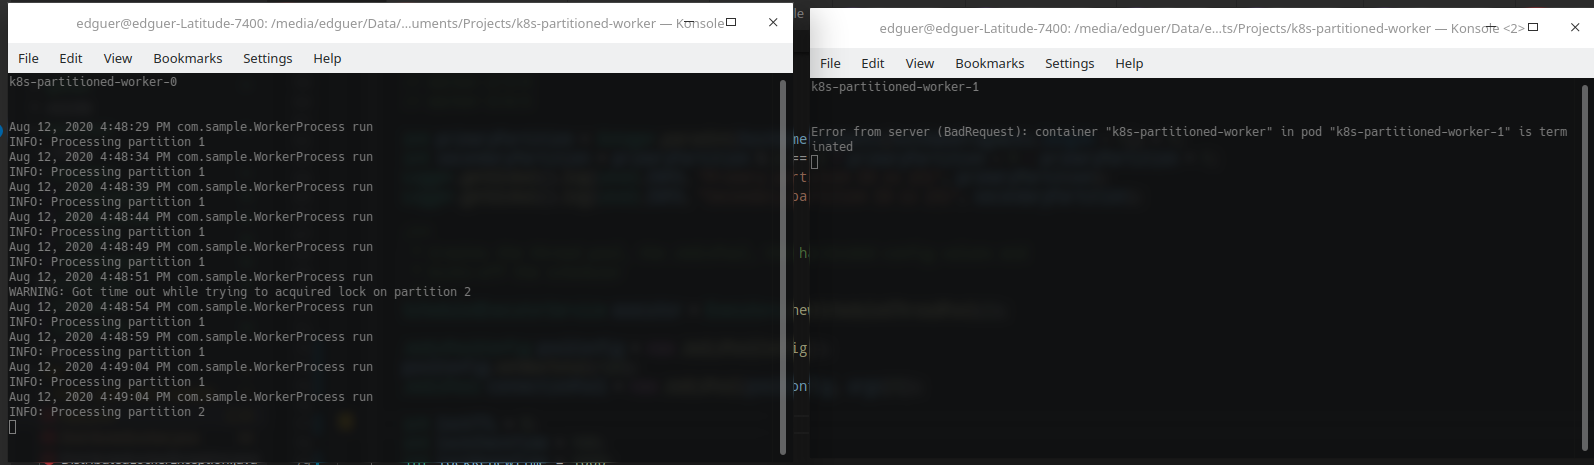 edguer@edguer-Latitude-7400: /media/edguer/Data/...uments/Projects/k8s-partitioned-worker — Konsole
File Edit View Bookmarks Settings Help
k8s-partitioned-worker-0
Aug 12, 2020 4:48:29 PM com.sample.WorkerProcess run
INFO: Processing partition 1
Aug 12, 2020 4:48:34 PM com.sample.WorkerProcess run
INFO: Processing partition 1
Aug 12, 2020 4:48:39 PM com.sample.WorkerProcess run
INFO: Processing partition 1
Aug 12, 2020 4:48:44 PM com.sample.WorkerProcess run
INFO: Processing partition 1
Aug 12, 2020 4:48:49 PM com.sample.WorkerProcess run
INFO: Processing partition 1
Aug 12, 2020 4:48:51 PM com.sample.WorkerProcess run
WARNING: Got time out while trying to acquired lock on partition 2
Aug 12, 2020 4:48:54 PM com.sample.WorkerProcess run
INFO: Processing partition 1
Aug 12, 2020 4:48:59 PM com.sample.WorkerProcess run
INFO: Processing partition 1
Aug 12, 2020 4:49:04 PM com.sample.WorkerProcess run
INFO: Processing partition 1
Aug 12, 2020 4:49:04 PM com.sample.WorkerProcess run
INFO: Processing partition 2
edguer@edguer-Latitude-7400: /media/edguer/Data/e...ts/Projects/k8s-partitioned-worker — Konsole <2>
File Edit View Bookmarks Settings Help
k8s-partitioned-worker-1
Error from server (BadRequest): container "k8s-partitioned-worker" in pod "k8s-partitioned-worker-1" is term
inated